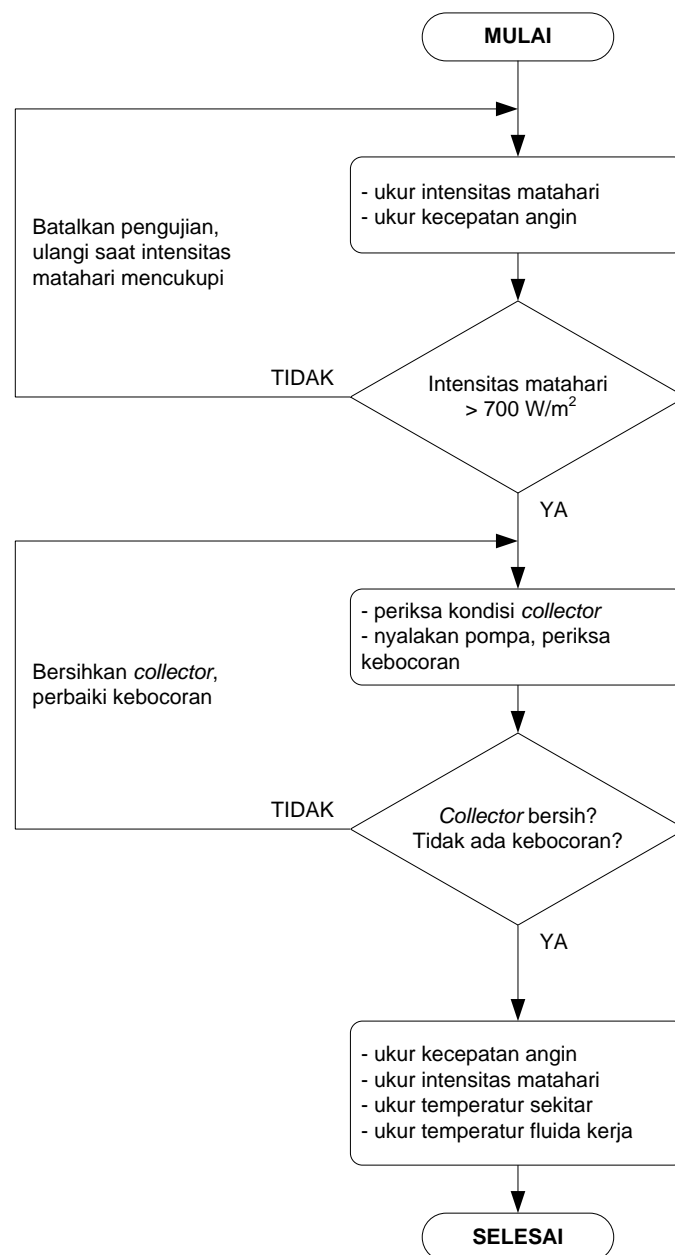 MULAI
- ukur intensitas matahari
- ukur kecepatan angin
Batalkan pengujian,
ulangi saat intensitas
matahari mencukupi
TIDAK
Intensitas matahari
> 700 W/m²
YA
- periksa kondisi collector
- nyalakan pompa, periksa
kebocoran
Bersihkan collector,
perbaiki kebocoran
TIDAK
Collector bersih?
Tidak ada kebocoran?
YA
- ukur kecepatan angin
- ukur intensitas matahari
- ukur temperatur sekitar
- ukur temperatur fluida kerja
SELESAI